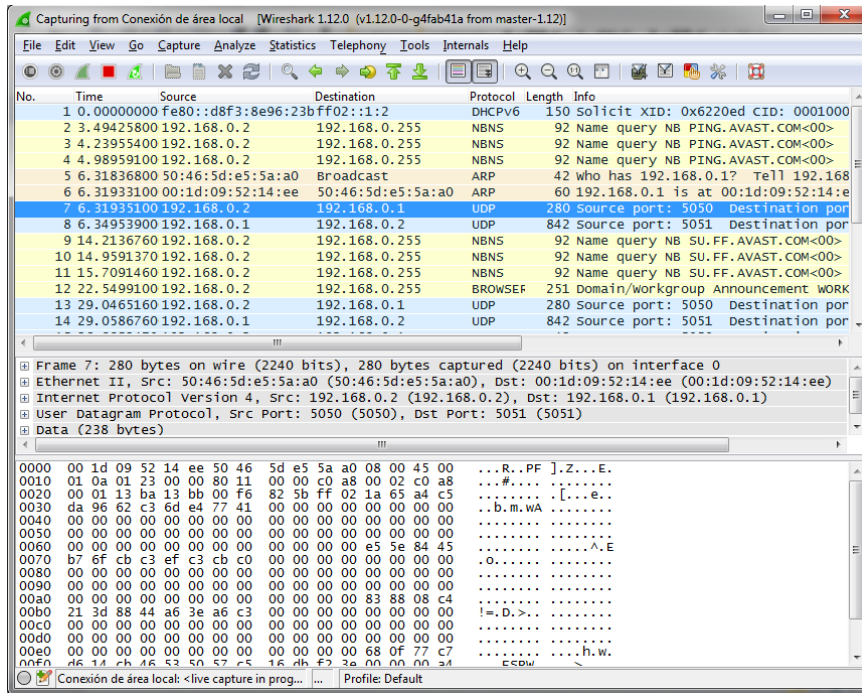 Capturing from Conexión de área local [Wireshark 1.12.0 (v1.12.0-0-g4fab41a from master-1.12)]
File Edit View Go Capture Analyze Statistics Telephony Tools Internals Help
No. Time Source Destination Protocol Length Info
1 0.00000000 fe80::d8f3:8e96:23b ff02::1:2 DHCPv6 150 Solicit XID: 0x6220ed CID: 0001000
2 3.49425800 192.168.0.2 192.168.0.255 NBNS 92 Name query NB PING.AVAST.COM<00>
3 4.23955400 192.168.0.2 192.168.0.255 NBNS 92 Name query NB PING.AVAST.COM<00>
4 4.98959100 192.168.0.2 192.168.0.255 NBNS 92 Name query NB PING.AVAST.COM<00>
5 6.31836800 50:46:5d:e5:5a:a0 Broadcast ARP 42 Who has 192.168.0.1? Tell 192.168
6 6.31933100 00:1d:09:52:14:ee 50:46:5d:e5:5a:a0 ARP 60 192.168.0.1 is at 00:1d:09:52:14:e
7 6.31935100 192.168.0.2 192.168.0.1 UDP 280 Source port: 5050 Destination por
8 6.34953900 192.168.0.1 192.168.0.2 UDP 842 Source port: 5051 Destination por
9 14.2136760 192.168.0.2 192.168.0.255 NBNS 92 Name query NB SU.FF.AVAST.COM<00>
10 14.9591370 192.168.0.2 192.168.0.255 NBNS 92 Name query NB SU.FF.AVAST.COM<00>
11 15.7091460 192.168.0.2 192.168.0.255 NBNS 92 Name query NB SU.FF.AVAST.COM<00>
12 22.5499100 192.168.0.2 192.168.0.255 BROWSER 251 Domain/Workgroup Announcement WORK
13 29.0465160 192.168.0.2 192.168.0.1 UDP 280 Source port: 5050 Destination por
14 29.0586760 192.168.0.1 192.168.0.2 UDP 842 Source port: 5051 Destination por
Frame 7: 280 bytes on wire (2240 bits), 280 bytes captured (2240 bits) on interface 0
Ethernet II, Src: 50:46:5d:e5:5a:a0 (50:46:5d:e5:5a:a0), Dst: 00:1d:09:52:14:ee (00:1d:09:52:14:ee)
Internet Protocol Version 4, Src: 192.168.0.2 (192.168.0.2), Dst: 192.168.0.1 (192.168.0.1)
User Datagram Protocol, Src Port: 5050 (5050), Dst Port: 5051 (5051)
Data (238 bytes)
0000 00 1d 09 52 14 ee 50 46 5d e5 5a a0 08 00 45 00 ...R..PF ].Z...E.
0010 01 0a 01 23 00 00 80 11 00 00 c0 a8 00 02 c0 a8 ...#.... ........
0020 00 01 13 ba 13 bb 00 f6 82 5b ff 02 1a 65 a4 c5 ........ .[...e..
0030 da 96 62 c3 6d e4 77 41 00 00 00 00 00 00 00 00 ..b.m.wA ........
0040 00 00 00 00 00 00 00 00 00 00 00 00 00 00 00 00 ........ ........
0050 00 00 00 00 00 00 00 00 00 00 00 00 00 00 00 00 ........ ........
0060 00 00 00 00 00 00 00 00 00 00 00 00 e5 5e 84 45 ........ .....^.E
0070 b7 6f cb c3 ef c3 cb c0 00 00 00 00 00 00 00 00 .o...... ........
0080 00 00 00 00 00 00 00 00 00 00 00 00 00 00 00 00 ........ ........
0090 00 00 00 00 00 00 00 00 00 00 00 00 00 00 00 00 ........ ........
00a0 00 00 00 00 00 00 00 00 00 00 00 00 83 88 08 c4 ........ ........
00b0 21 3d 88 44 a6 3e a6 c3 00 00 00 00 00 00 00 00 !=.D.>.. ........
00c0 00 00 00 00 00 00 00 00 00 00 00 00 00 00 00 00 ........ ........
00d0 00 00 00 00 00 00 00 00 00 00 00 00 00 00 00 00 ........ ........
00e0 00 00 00 00 00 00 00 00 00 00 00 00 68 0f 77 c7 ........ ....h.w.
00f0 d6 14 cb 46 53 50 57 c5 16 db f2 3e 00 00 00 a4
Conexión de área local: <live capture in prog... ... Profile: Default